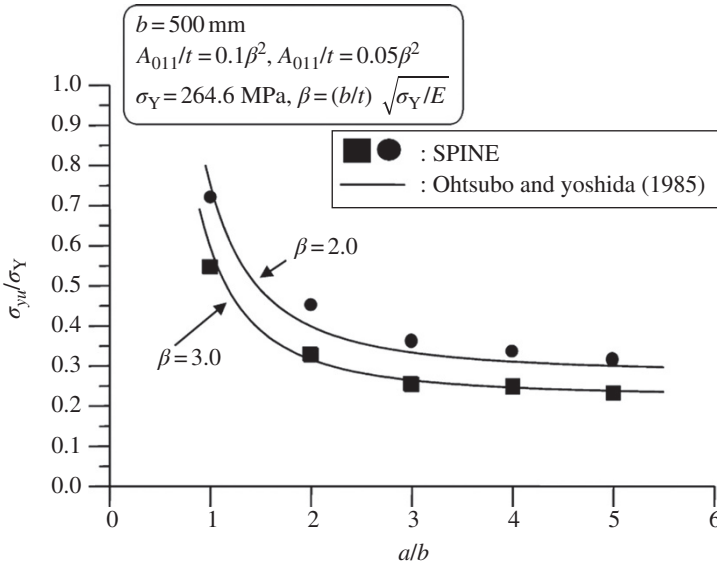 b = 500 mm
A011/t = 0.1β², A011/t = 0.05β²
σY = 264.6 MPa, β = (b/t) √σY/E
1.0
0.9
0.8
0.7
0.6
0.5
0.4
0.3
0.2
0.1
0.0
σyu/σY
: SPINE
: Ohtsubo and yoshida (1985)
β = 2.0
β = 3.0
0 1 2 3 4 5 6
a/b